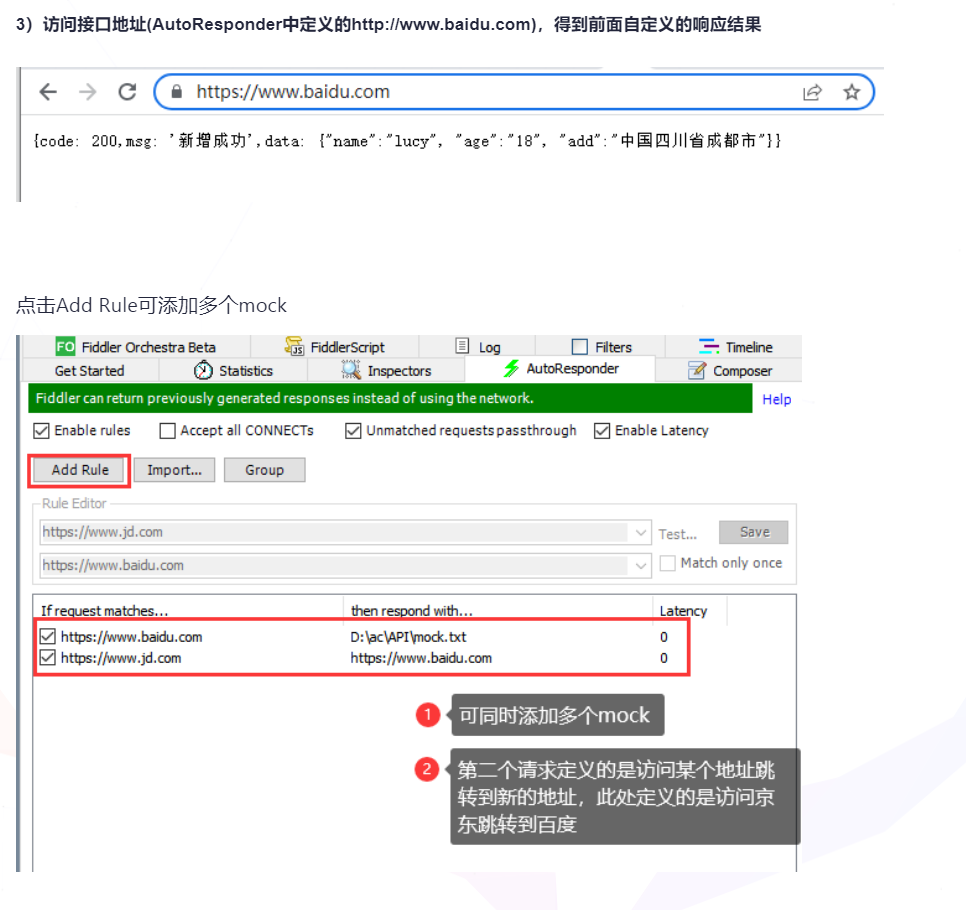 3）访问接口地址(AutoResponder中定义的http://www.baidu.com)，得到前面自定义的响应结果
https://www.baidu.com
{code: 200,msg: '新增成功',data: {"name":"lucy", "age":"18", "add":"中国四川省成都市"}}
点击Add Rule可添加多个mock
FO Fiddler Orchestra Beta JS FiddlerScript Log Filters Timeline
Get Started Statistics Inspectors AutoResponder Composer
Fiddler can return previously generated responses instead of using the network. Help
Enable rules Accept all CONNECTs Unmatched requests passthrough Enable Latency
Add Rule Import... Group
Rule Editor
https://www.jd.com Test... Save
https://www.baidu.com Match only once
If request matches... then respond with... Latency
https://www.baidu.com D:\ac\API\mock.txt 0
https://www.jd.com https://www.baidu.com 0
1 可同时添加多个mock
2 第二个请求定义的是访问某个地址跳
转到新的地址，此处定义的是访问京
东跳转到百度